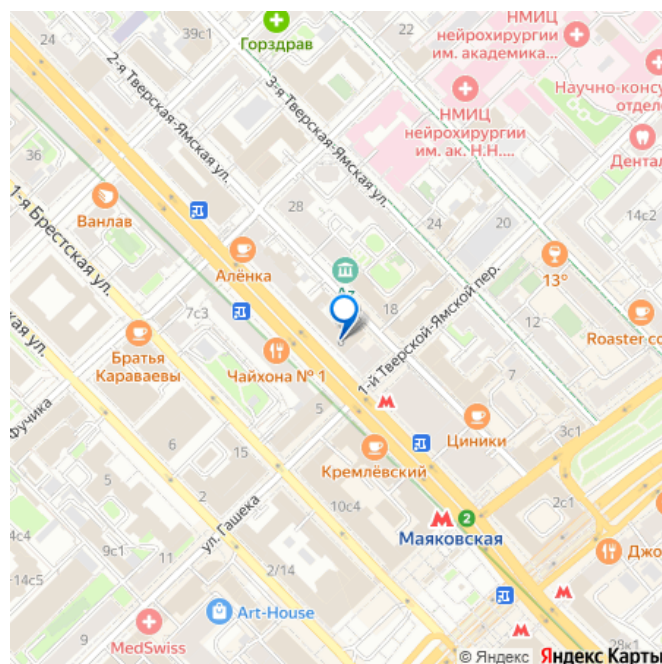 24
39с1
22
НМИЦ
нейрохирургии
им. академика...
Горздрав
2-я Тверская-Ямская ул.
3-я Тверская-Ямская ул.
НМИЦ
нейрохирургии
им. ак. Н.Н....
Научно-консу
отдел
Дентал
36
1-я Брестская ул.
Ванлав
28
24
20
14с2
Алёнка
13°
7с3
18
12
Roaster co
1-й Тверской-Ямской пер.
Братья
Караваевы
Чайхона № 1
7
кая ул.
Фучика
5
Циники
3с1
6
15
Кремлёвский
2
10с4
2с1
ул. Гашека
2
Маяковская
9с1
11
14с5
2/14
Джо
Art-House
9
MedSwiss
28к1
© Яндекс Яндекс Карты